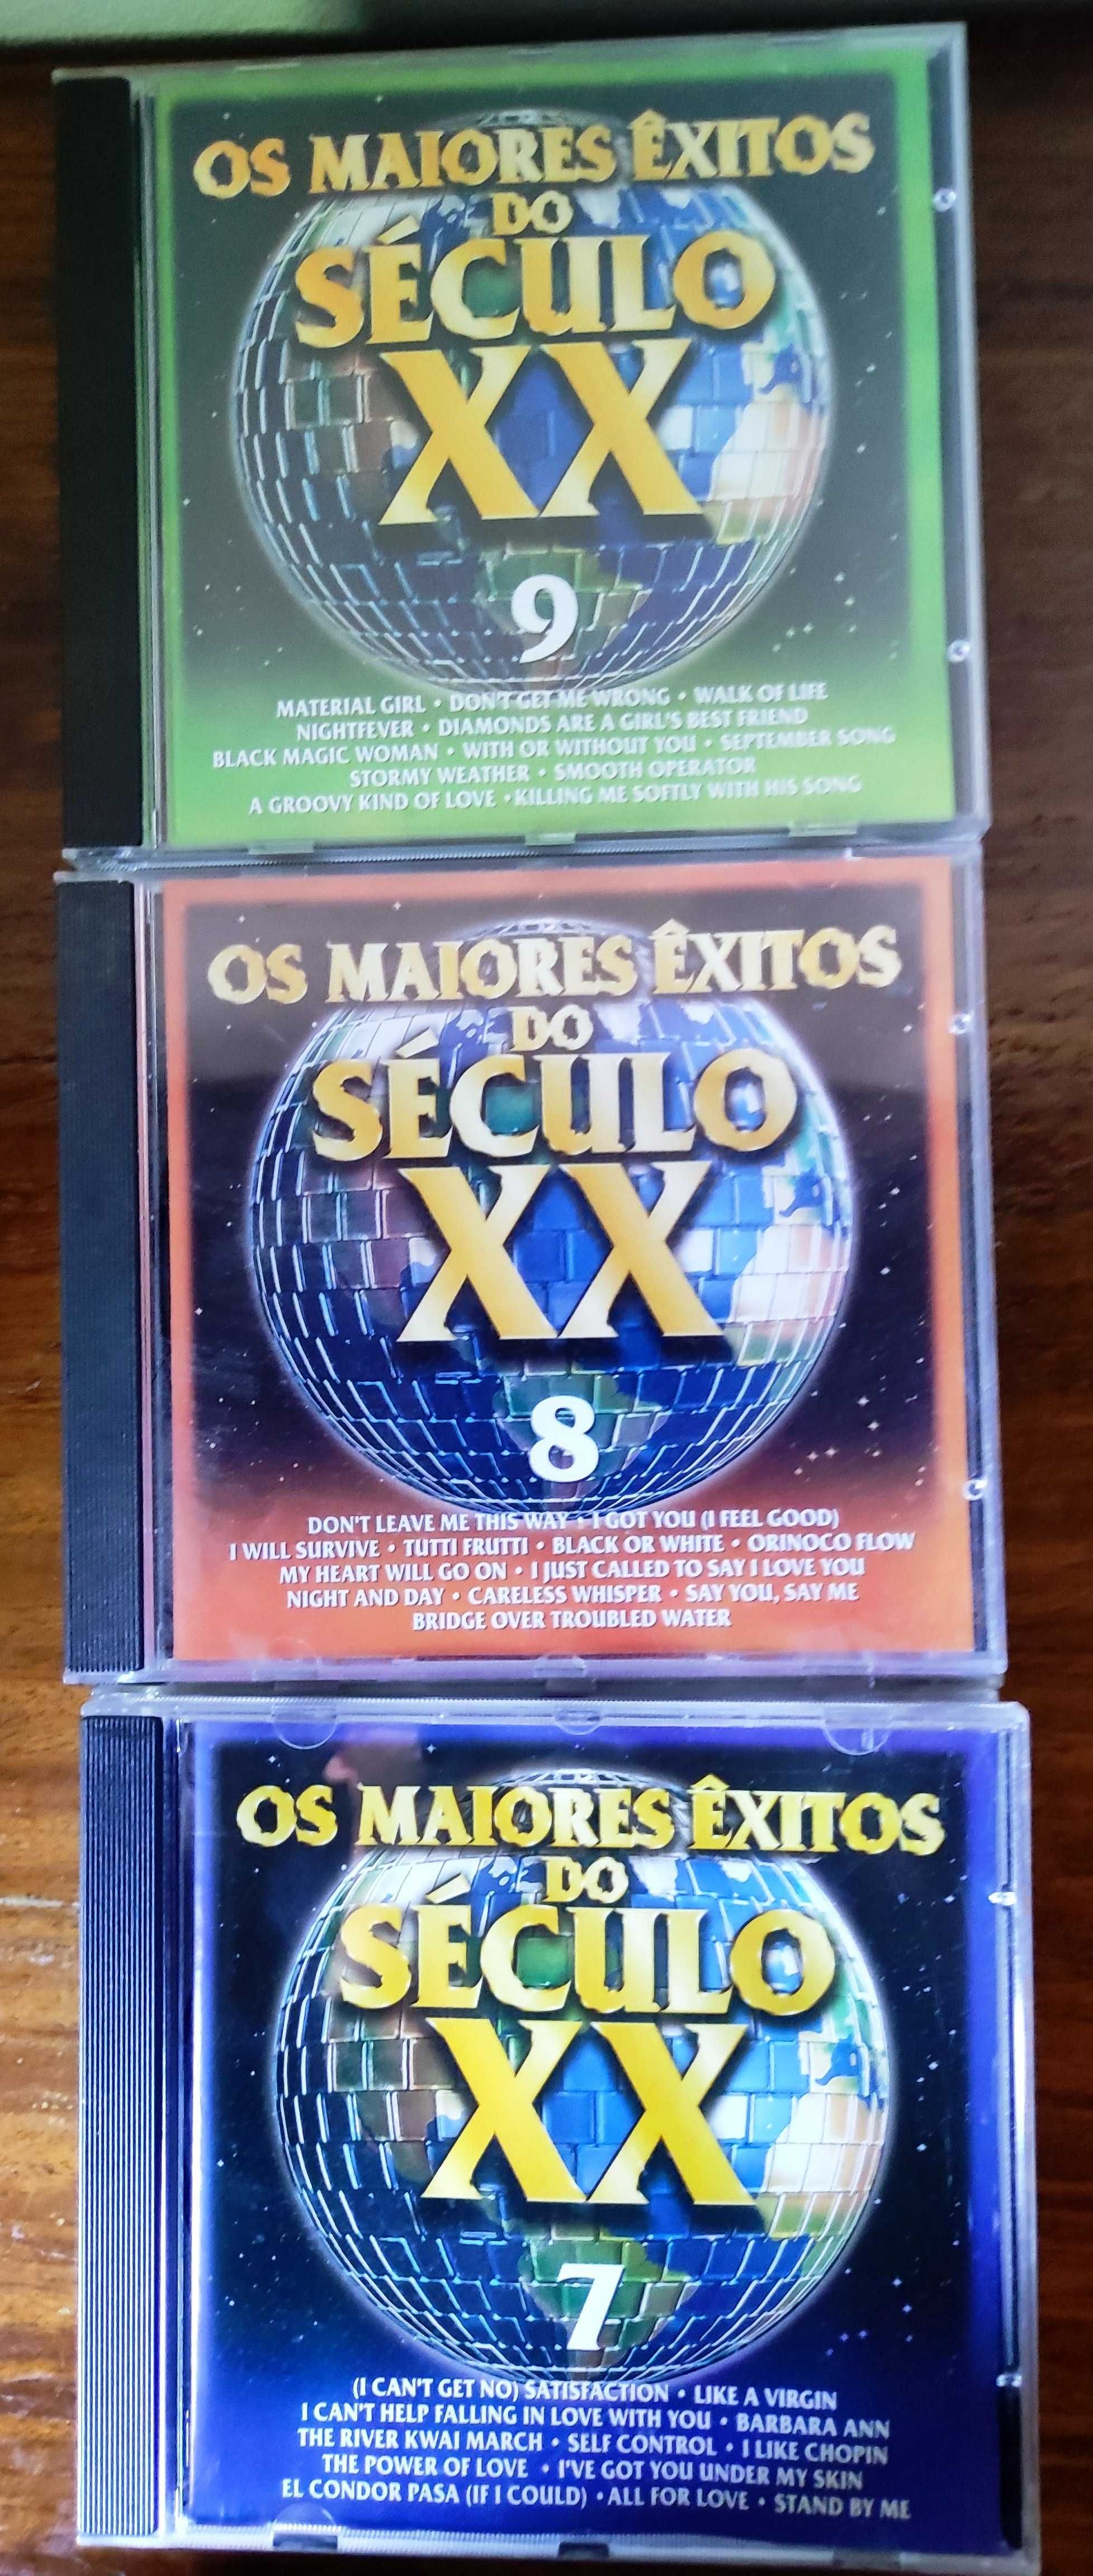 OS MAIORES ÊXITOS
DO
SÉCULO
XX
9
MATERIAL GIRL • DON'T GET ME WRONG • WALK OF LIFE
NIGHTFEVER • DIAMONDS ARE A GIRL'S BEST FRIEND
BLACK MAGIC WOMAN • WITH OR WITHOUT YOU • SEPTEMBER SONG
STORMY WEATHER • SMOOTH OPERATOR
A GROOVY KIND OF LOVE • KILLING ME SOFTLY WITH HIS SONG
OS MAIORES ÊXITOS
DO
SÉCULO
XX
8
DON'T LEAVE ME THIS WAY • I GOT YOU (I FEEL GOOD)
I WILL SURVIVE • TUTTI FRUTTI • BLACK OR WHITE • ORINOCO FLOW
MY HEART WILL GO ON • I JUST CALLED TO SAY I LOVE YOU
NIGHT AND DAY • CARELESS WHISPER • SAY YOU, SAY ME
BRIDGE OVER TROUBLED WATER
OS MAIORES ÊXITOS
DO
SÉCULO
XX
7
(I CAN'T GET NO) SATISFACTION • LIKE A VIRGIN
I CAN'T HELP FALLING IN LOVE WITH YOU • BARBARA ANN
THE RIVER KWAI MARCH • SELF CONTROL • I LIKE CHOPIN
THE POWER OF LOVE • I'VE GOT YOU UNDER MY SKIN
EL CONDOR PASA (IF I COULD) • ALL FOR LOVE • STAND BY ME